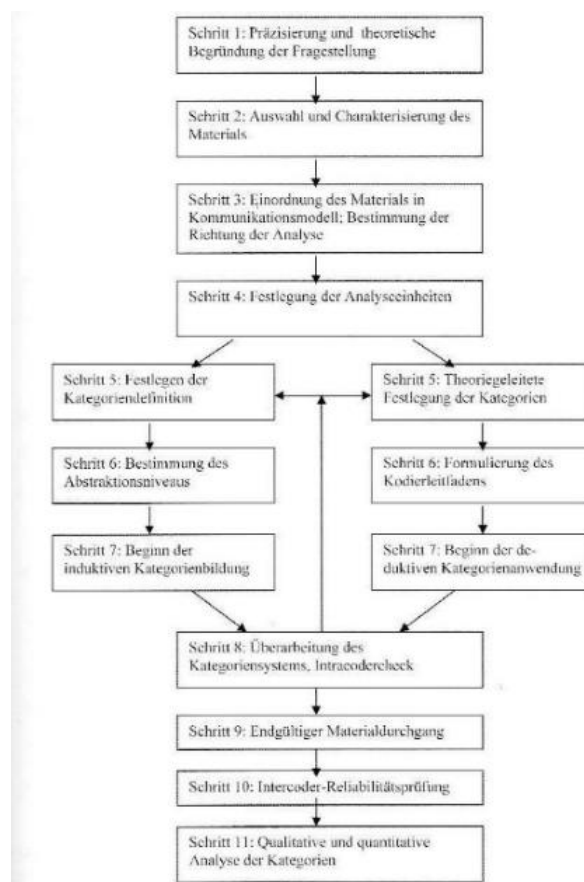 Schritt 1: Präzisierung und theoretische
Begründung der Fragestellung
Schritt 2: Auswahl und Charakterisierung des
Materials
Schritt 3: Einordnung des Materials in
Kommunikationsmodell; Bestimmung der
Richtung der Analyse
Schritt 4: Festlegung der Analyseeinheiten
Schritt 5: Festlegen der
Kategoriendefinition
Schritt 6: Bestimmung des
Abstraktionsniveaus
Schritt 7: Beginn der
induktiven Kategorienbildung
Schritt 5: Theoriegeleitete
Festlegung der Kategorien
Schritt 6: Formulierung des
Kodierleitfadens
Schritt 7: Beginn der de-
duktiven Kategorienanwendung
Schritt 8: Überarbeitung des
Kategoriensystems, Intracodercheck
Schritt 9: Endgültiger Materialdurchgang
Schritt 10: Intercoder-Reliabilitätsprüfung
Schritt 11: Qualitative und quantitative
Analyse der Kategorien